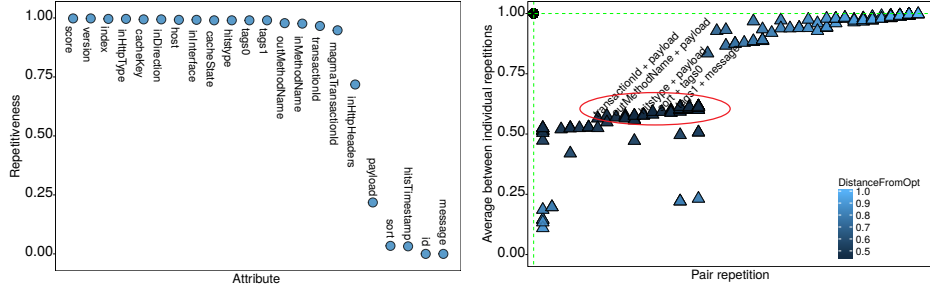 1.00
0.75
0.50
0.25
0.00
Repetitiveness
score
version
index
inHttpType
cacheKey
inDirection
host
inInterface
cacheState
hitstype
tags0
tags1
outMethodName
inMethodName
transactionId
magmaTransactionId
inHttpHeaders
payload
sort
hitsTimestamp
id
message
Attribute
1.00
0.75
0.50
0.25
0.00
Average between individual repetitions
transactionId + payload
outMethodName + payload
hitstype + payload
sort + tags0
tags1 + message
DistanceFromOpt
1.0
0.9
0.8
0.7
0.6
0.5
Pair repetition